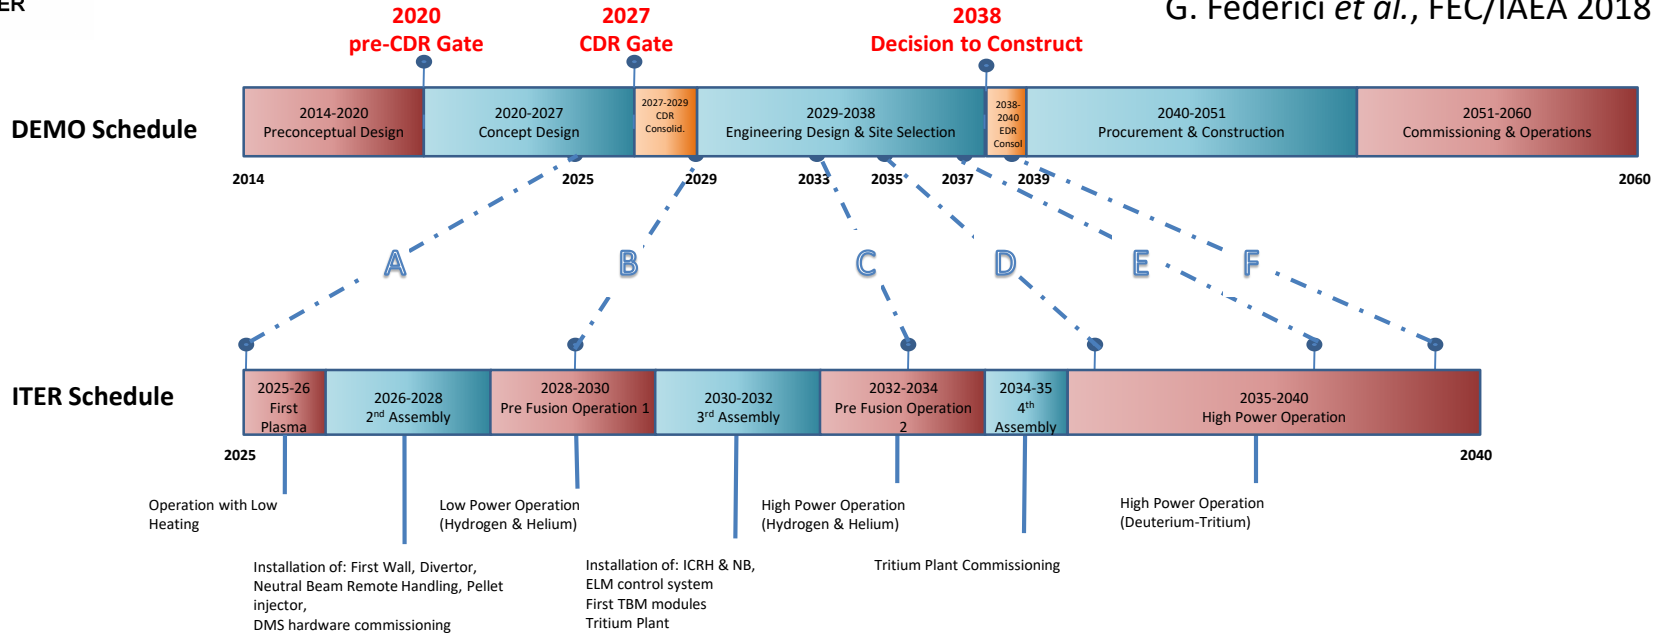 ER
G. Federici et al., FEC/IAEA 2018
2020
pre-CDR Gate
2027
CDR Gate
2038
Decision to Construct
DEMO Schedule
2014-2020
Preconceptual Design
2020-2027
Concept Design
2027-2029
CDR
Consolid.
2029-2038
Engineering Design & Site Selection
2038-
2040
EDR
Consol
2040-2051
Procurement & Construction
2051-2060
Commissioning & Operations
2014
2025
2029
2033
2035
2037
2039
2060
A
B
C
D
E
F
ITER Schedule
2025-26
First
Plasma
2026-2028
2nd Assembly
2028-2030
Pre Fusion Operation 1
2030-2032
3rd Assembly
2032-2034
Pre Fusion Operation
2
2034-35
4th
Assembly
2035-2040
High Power Operation
2025
2040
Operation with Low
Heating
Low Power Operation
(Hydrogen & Helium)
High Power Operation
(Hydrogen & Helium)
High Power Operation
(Deuterium-Tritium)
Installation of: First Wall, Divertor,
Neutral Beam Remote Handling, Pellet
injector,
DMS hardware commissioning
Installation of: ICRH & NB,
ELM control system
First TBM modules
Tritium Plant
Tritium Plant Commissioning